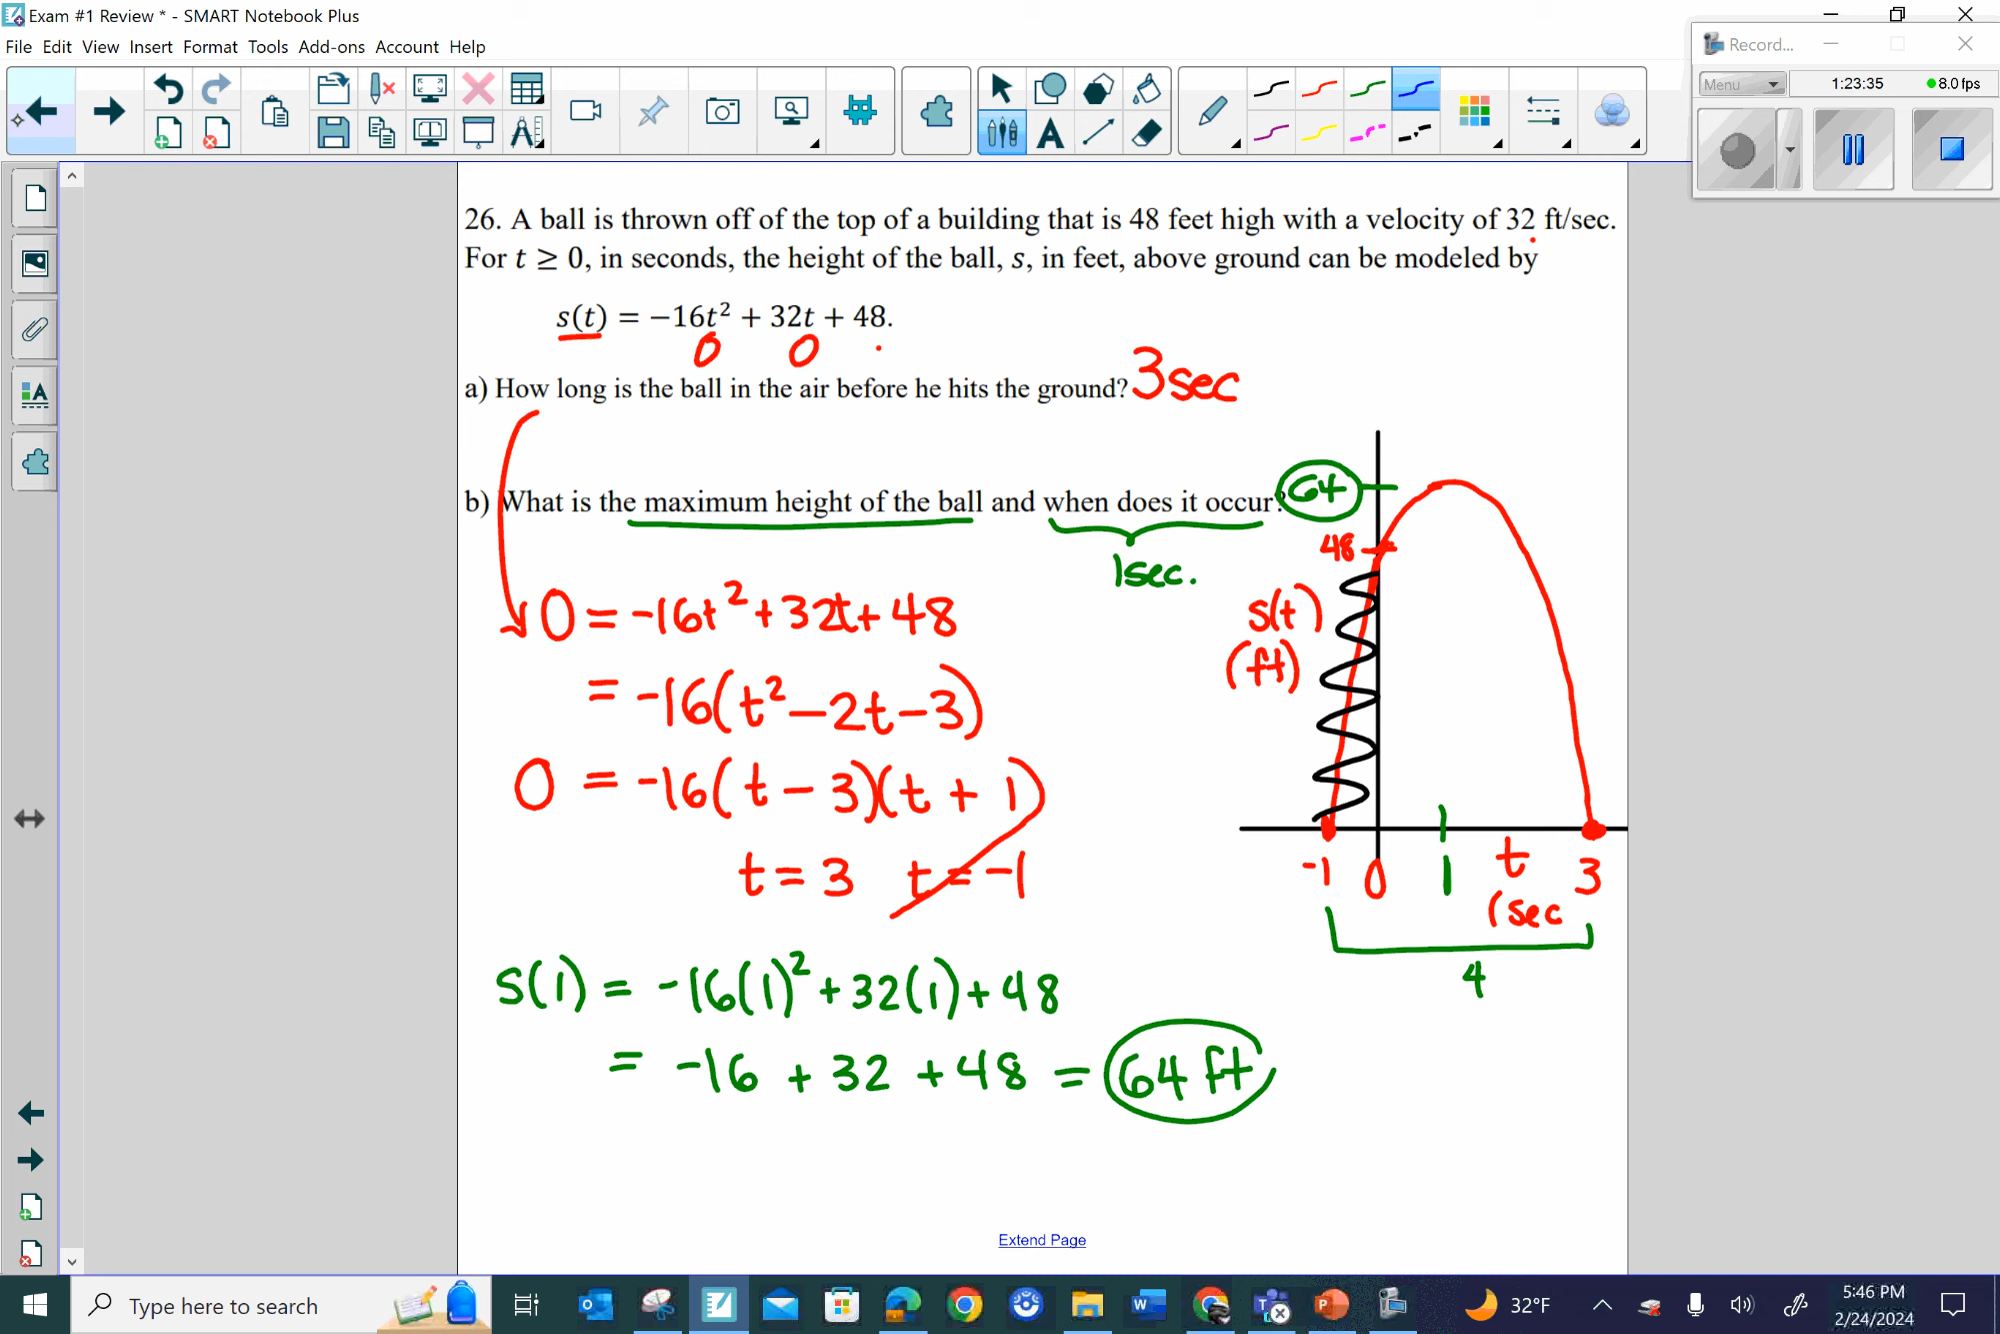 Exam #1 Review * - SMART Notebook Plus
File Edit View Insert Format Tools Add-ons Account Help
Record...
Menu
1:23:35
8.0 fps
26. A ball is thrown off of the top of a building that is 48 feet high with a velocity of 32 ft/sec.
For t ≥ 0, in seconds, the height of the ball, s, in feet, above ground can be modeled by
s(t) = −16t² + 32t + 48.
0 0
a) How long is the ball in the air before he hits the ground? 3 sec
b) What is the maximum height of the ball and when does it occur?
64
48
1 sec.
s(t)
(ft)
0 = -16t² + 32t + 48
= -16(t² - 2t - 3)
0 = -16(t - 3)(t + 1)
t = 3 t = -1
-1 0 1 t 3
(sec
4
s(1) = -16(1)² + 32(1) + 48
= -16 + 32 + 48 = 64 ft
Extend Page
Type here to search
32°F
5:46 PM
2/24/2024